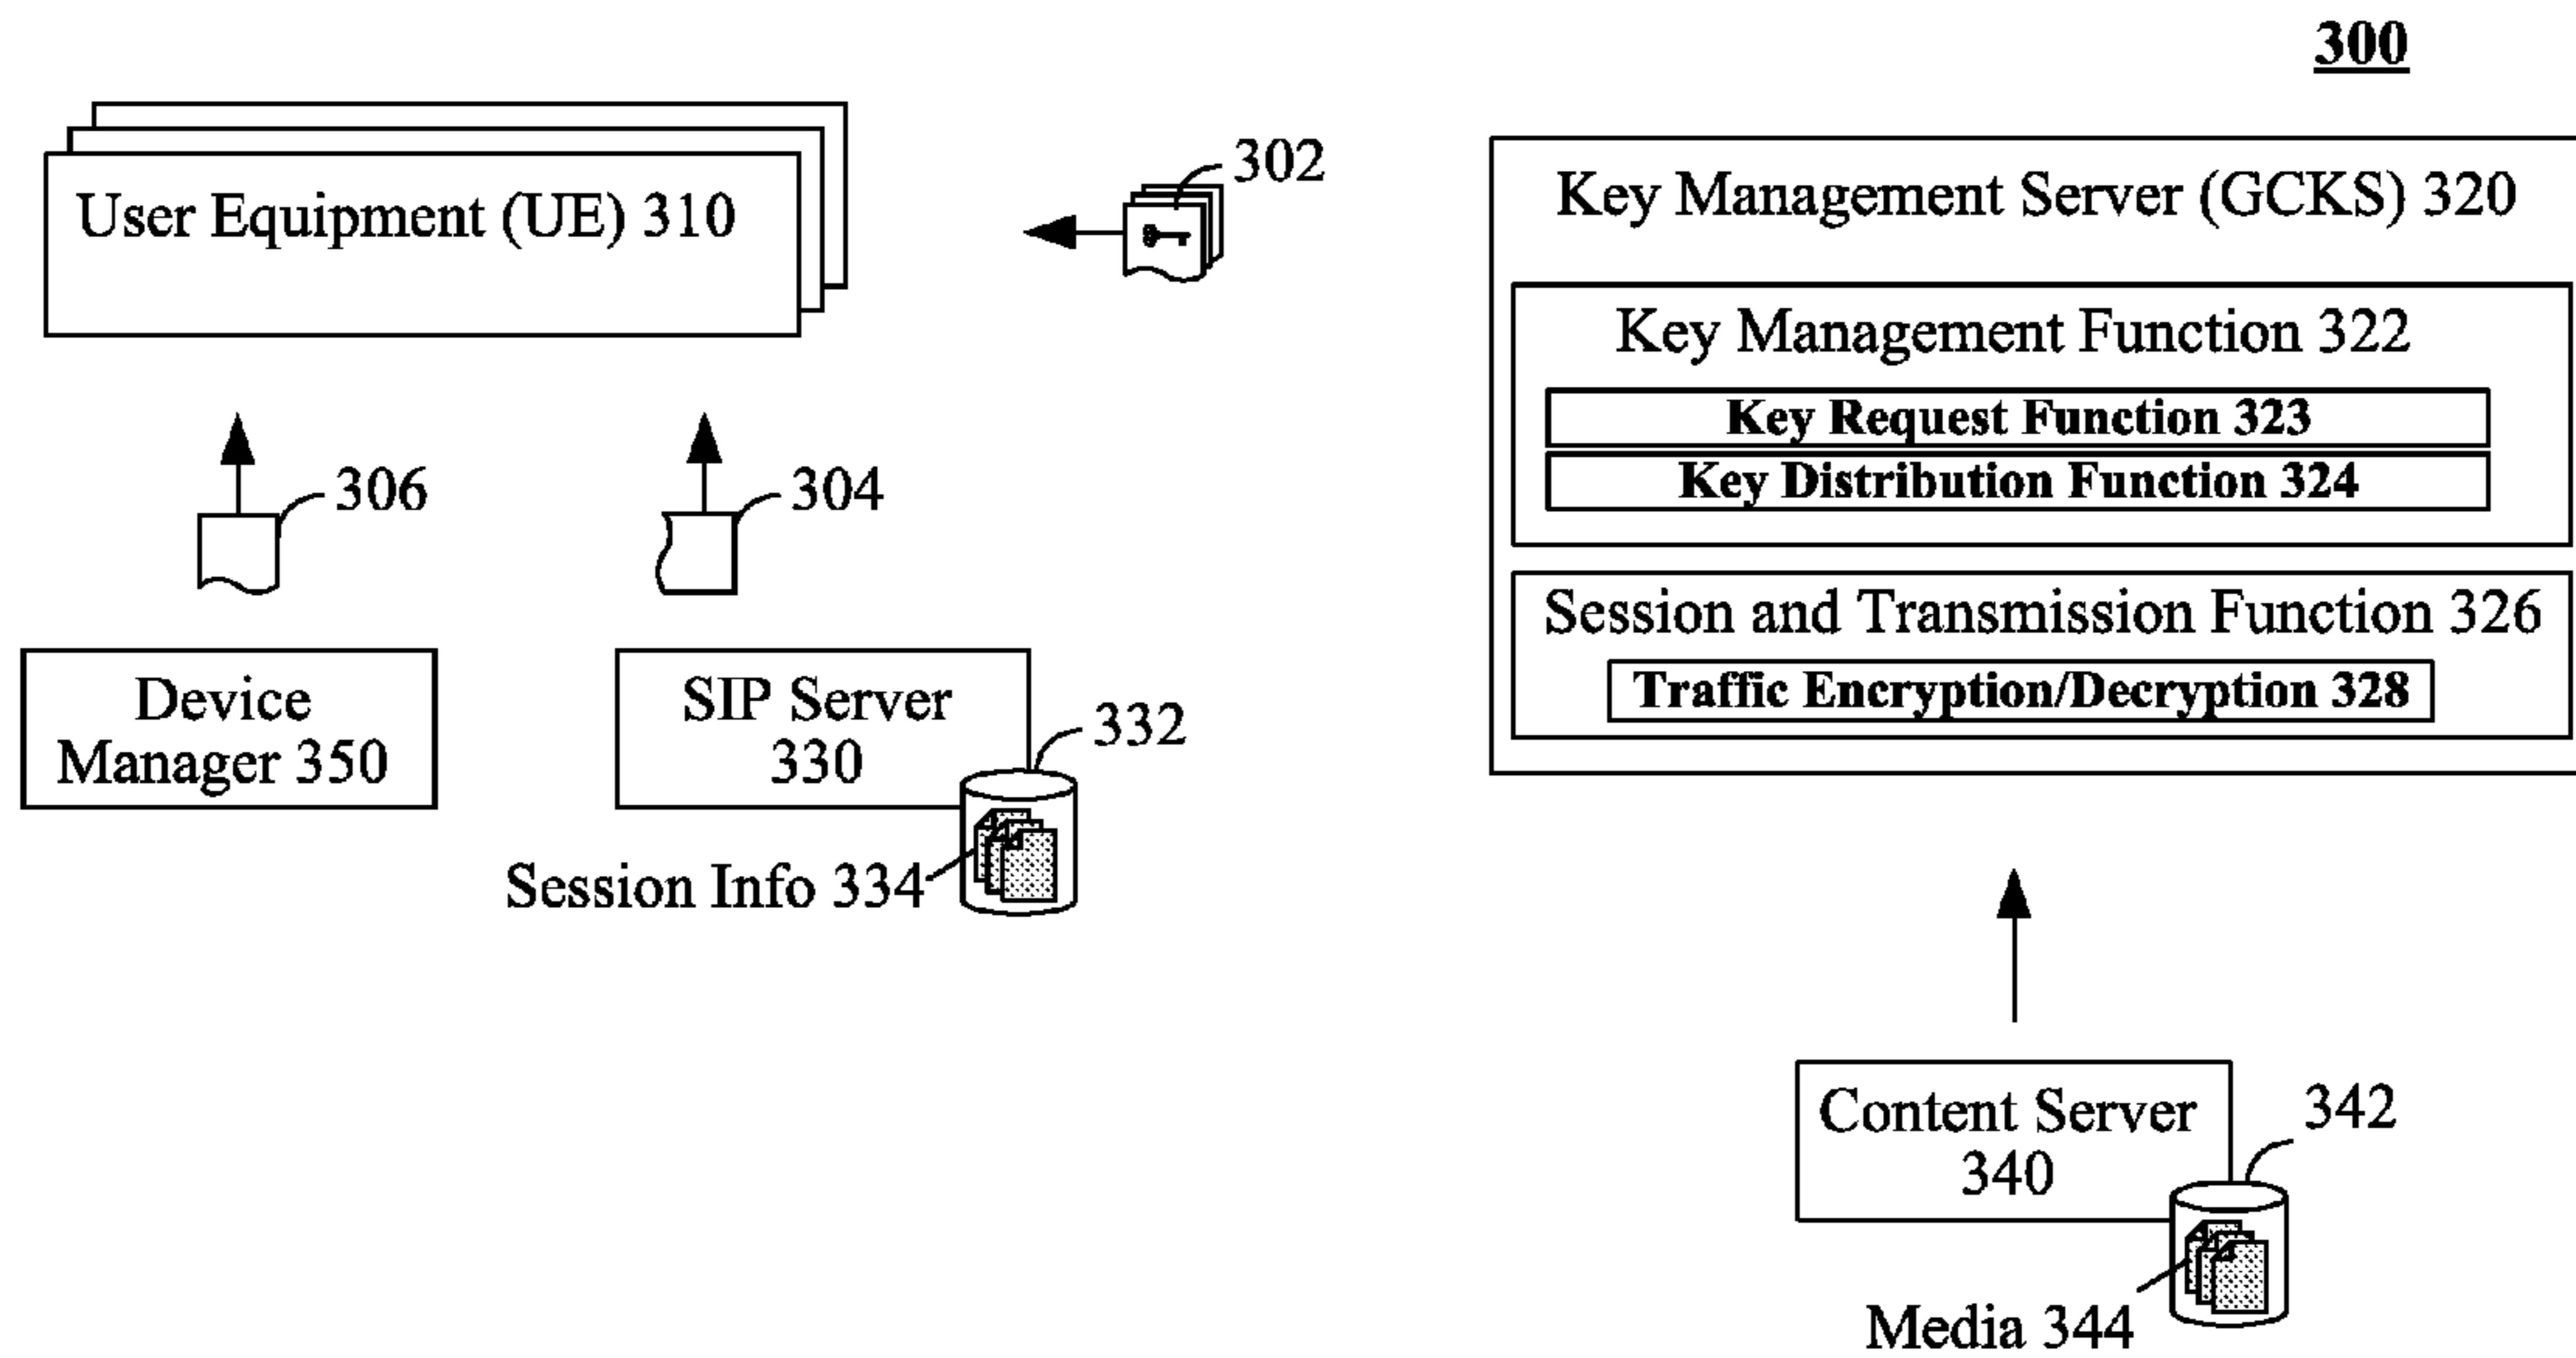 300
User Equipment (UE) 310
302
Key Management Server (GCKS) 320
Key Management Function 322
Key Request Function 323
Key Distribution Function 324
306
304
Session and Transmission Function 326
Traffic Encryption/Decryption 328
Device
Manager 350
SIP Server
330
332
Session Info 334
Content Server
340
342
Media 344